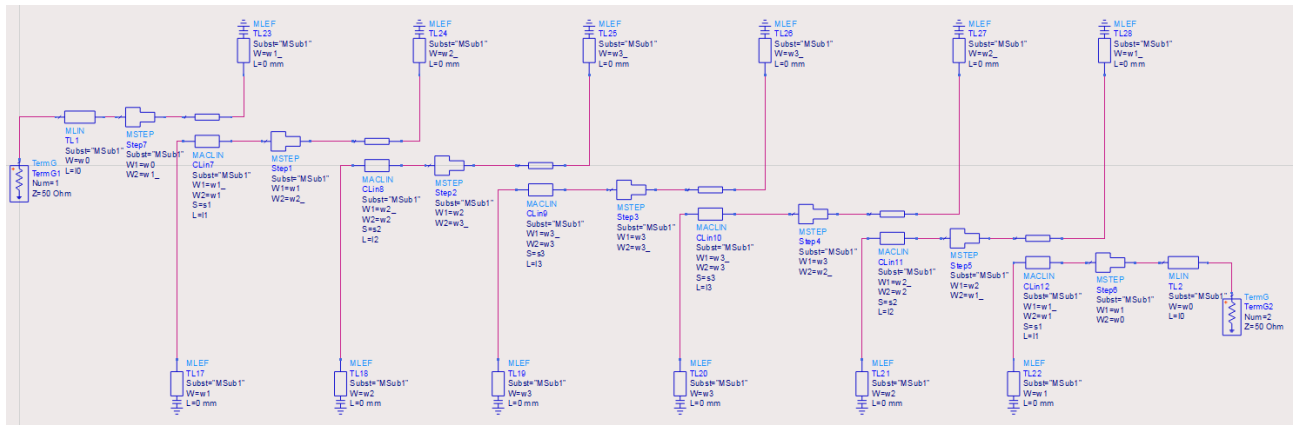 MLEF
TL23
Subst="MSub1"
W=w1_
L=0 mm
MLEF
TL24
Subst="MSub1"
W=w2_
L=0 mm
MLEF
TL25
Subst="MSub1"
W=w3_
L=0 mm
MLEF
TL26
Subst="MSub1"
W=w3_
L=0 mm
MLEF
TL27
Subst="MSub1"
W=w2_
L=0 mm
MLEF
TL28
Subst="MSub1"
W=w1_
L=0 mm
TermG
TermG1
Num=1
Z=50 Ohm
MLIN
TL1
Subst="MSub1"
W=w0
L=l0
MSTEP
Step7
Subst="MSub1"
W1=w0
W2=w1_
MACLIN
CLin7
Subst="MSub1"
W1=w1_
W2=w1
S=s1
L=l1
MSTEP
Step1
Subst="MSub1"
W1=w1
W2=w2_
MACLIN
CLin8
Subst="MSub1"
W1=w2_
W2=w2
S=s2
L=l2
MSTEP
Step2
Subst="MSub1"
W1=w2
W2=w3_
MACLIN
CLin9
Subst="MSub1"
W1=w3_
W2=w3
S=s3
L=l3
MSTEP
Step3
Subst="MSub1"
W1=w3
W2=w3_
MACLIN
CLin10
Subst="MSub1"
W1=w3_
W2=w3
S=s3
L=l3
MSTEP
Step4
Subst="MSub1"
W1=w3
W2=w2_
MACLIN
CLin11
Subst="MSub1"
W1=w2_
W2=w2
S=s2
L=l2
MSTEP
Step5
Subst="MSub1"
W1=w2
W2=w1_
MACLIN
CLin12
Subst="MSub1"
W1=w1_
W2=w1
S=s1
L=l1
MSTEP
Step6
Subst="MSub1"
W1=w1
W2=w0
MLIN
TL2
Subst="MSub1"
W=w0
L=l0
TermG
TermG2
Num=2
Z=50 Ohm
MLEF
TL17
Subst="MSub1"
W=w1
L=0 mm
MLEF
TL18
Subst="MSub1"
W=w2
L=0 mm
MLEF
TL19
Subst="MSub1"
W=w3
L=0 mm
MLEF
TL20
Subst="MSub1"
W=w3
L=0 mm
MLEF
TL21
Subst="MSub1"
W=w2
L=0 mm
MLEF
TL22
Subst="MSub1"
W=w1
L=0 mm